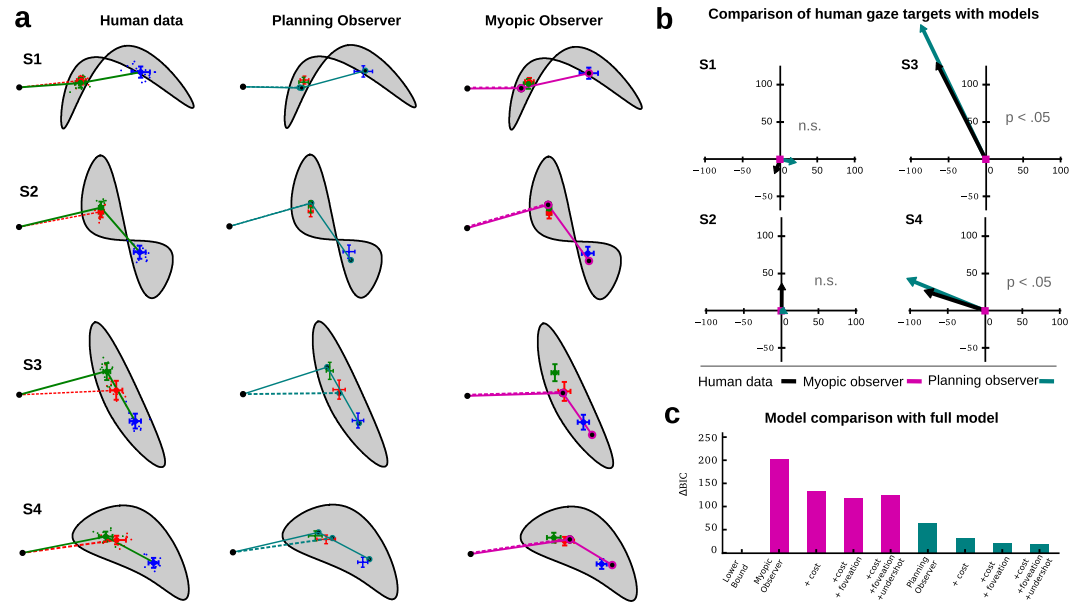 a
Human data
Planning Observer
Myopic Observer
S1
S2
S3
S4
b
Comparison of human gaze targets with models
S1
100
50
n.s.
−100
−50
0
50
100
−50
S3
100
50
p < .05
−100
−50
0
50
100
−50
S2
100
50
n.s.
−100
−50
0
50
100
−50
S4
100
50
p < .05
−100
−50
0
50
100
−50
Human data
Myopic observer
Planning observer
c
Model comparison with full model
ΔBIC
250
200
150
100
50
0
Lower
Bound
Myopic
Observer
+ cost
+cost
+ foveation
+cost
+foveation
+undershot
Planning
Observer
+ cost
+cost
+ foveation
+cost
+foveation
+undershot